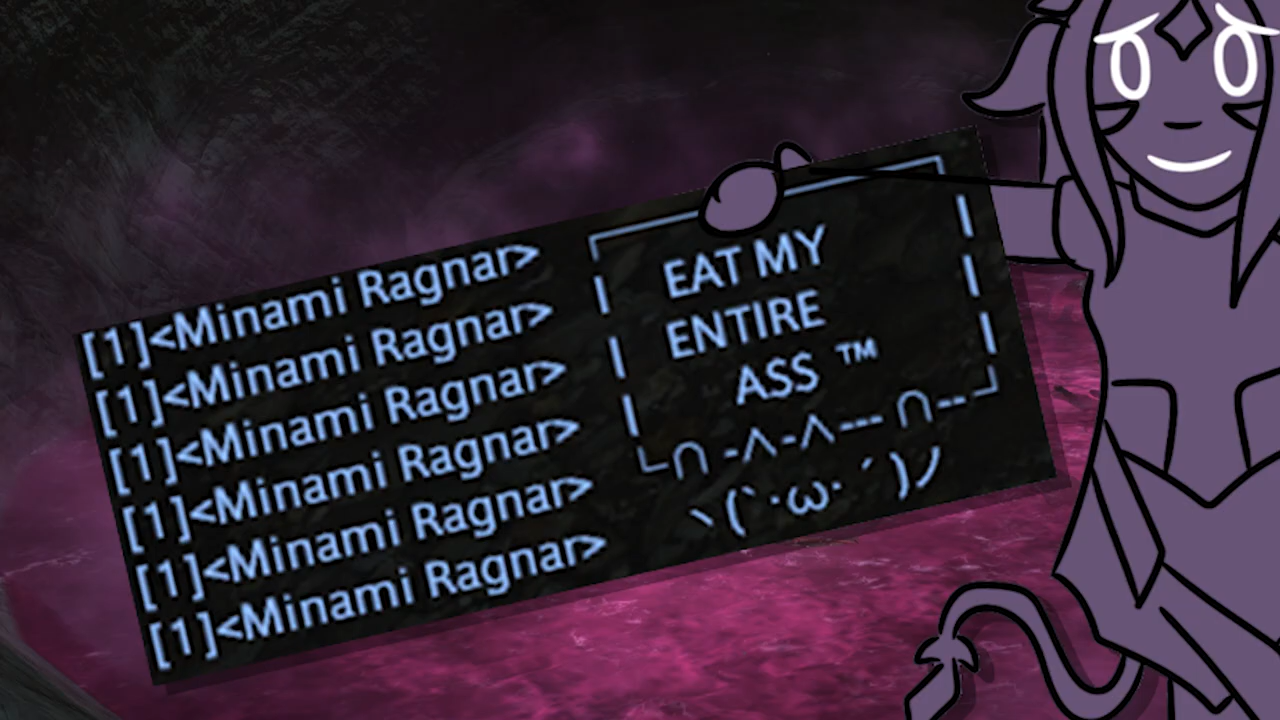 [1]<Minami Ragnar> ┌─────────┐
[1]<Minami Ragnar> | EAT MY |
[1]<Minami Ragnar> | ENTIRE |
[1]<Minami Ragnar> | ASS ™ |
[1]<Minami Ragnar> └∩-^-^---∩--┘
[1]<Minami Ragnar> ヽ(`･ω･´)ノ